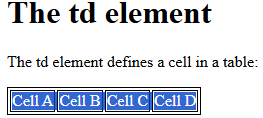 The td element
The td element defines a cell in a table:
Cell A Cell B Cell C Cell D